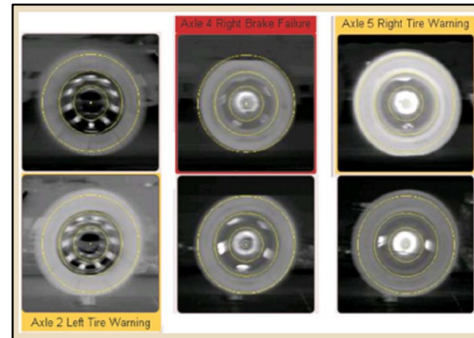 Axle 4 Right Brake Failure
Axle 5 Right Tire Warning
Axle 2 Left Tire Warning